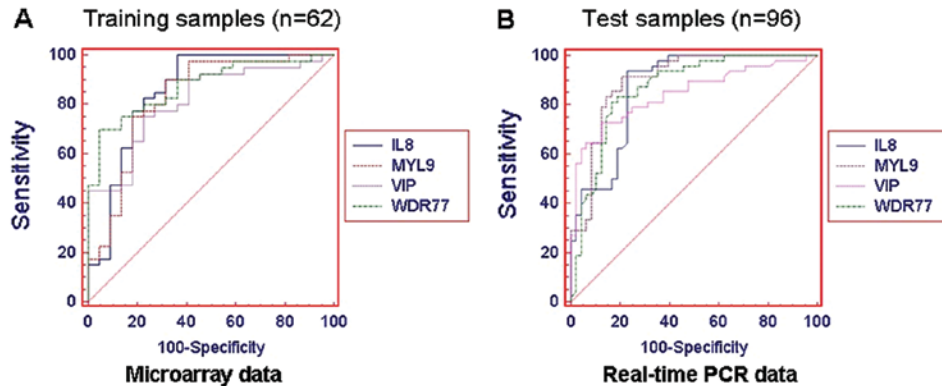 A Training samples (n=62)
Sensitivity
100
80
60
40
20
0
0 20 40 60 80 100
100-Specificity
Microarray data
IL8
MYL9
VIP
WDR77
B Test samples (n=96)
Sensitivity
100
80
60
40
20
0
0 20 40 60 80 100
100-Specificity
Real-time PCR data
IL8
MYL9
VIP
WDR77